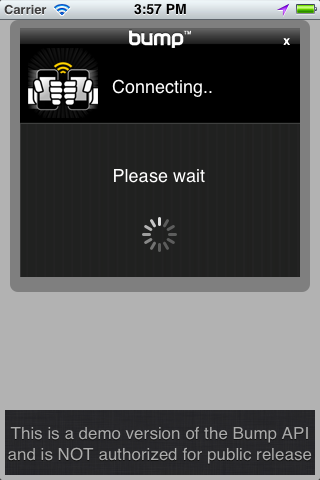 Carrier 3:57 PM
bump™
x
Connecting..
Please wait
This is a demo version of the Bump API
and is NOT authorized for public release